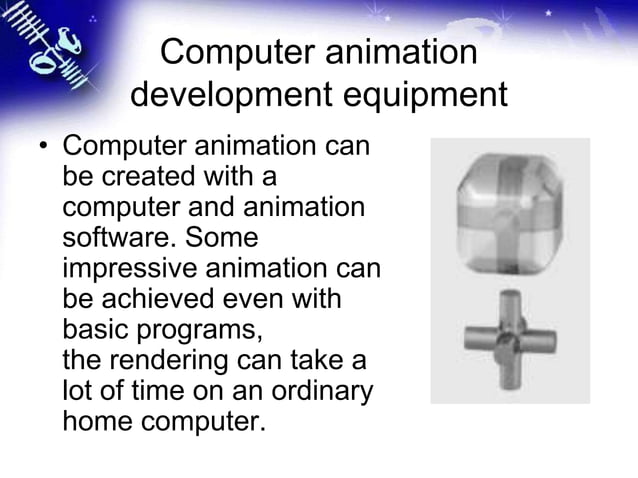 Computer animation
development equipment
• Computer animation can
be created with a
computer and animation
software. Some
impressive animation can
be achieved even with
basic programs,
the rendering can take a
lot of time on an ordinary
home computer.